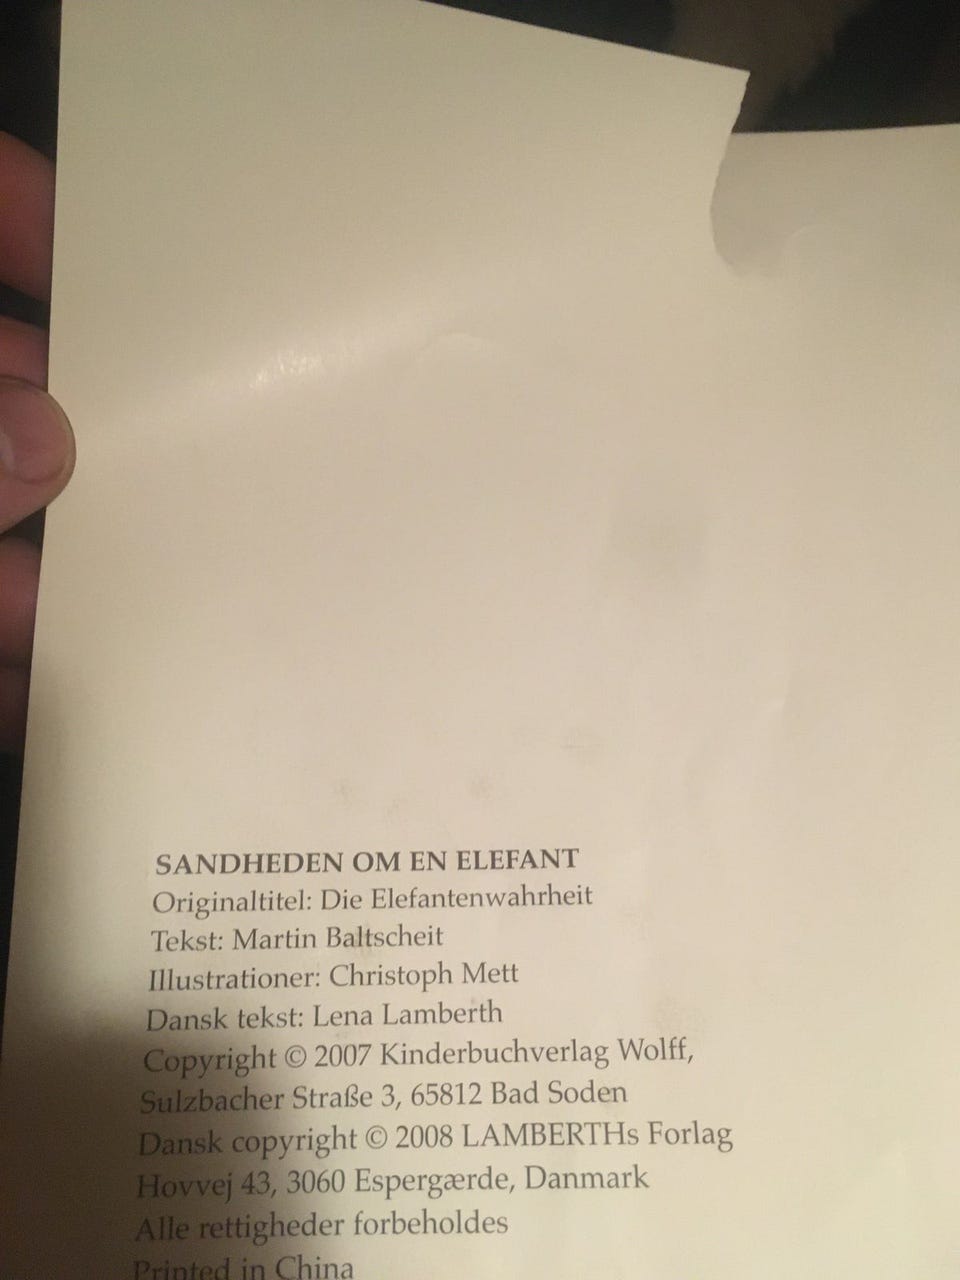 SANDHEDEN OM EN ELEFANT
Originaltitel: Die Elefantenwahrheit
Tekst: Martin Baltscheit
Illustrationer: Christoph Mett
Dansk tekst: Lena Lamberth
Copyright © 2007 Kinderbuchverlag Wolff,
Sulzbacher Straße 3, 65812 Bad Soden
Dansk copyright © 2008 LAMBERTHs Forlag
Hovvej 43, 3060 Espergærde, Danmark
Alle rettigheder forbeholdes
Printed in China